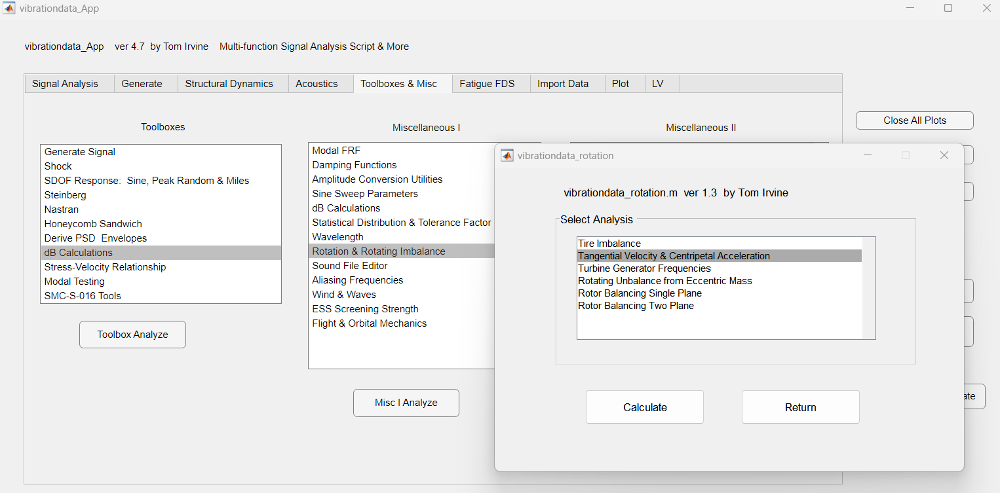 vibrationdata_App
vibrationdata_App ver 4.7 by Tom Irvine Multi-function Signal Analysis Script & More
Signal Analysis Generate Structural Dynamics Acoustics Toolboxes & Misc Fatigue FDS Import Data Plot LV
Toolboxes
Generate Signal
Shock
SDOF Response: Sine, Peak Random & Miles
Steinberg
Nastran
Honeycomb Sandwich
Derive PSD Envelopes
dB Calculations
Stress-Velocity Relationship
Modal Testing
SMC-S-016 Tools
Toolbox Analyze
Miscellaneous I
Modal FRF
Damping Functions
Amplitude Conversion Utilities
Sine Sweep Parameters
dB Calculations
Statistical Distribution & Tolerance Factor
Wavelength
Rotation & Rotating Imbalance
Sound File Editor
Aliasing Frequencies
Wind & Waves
ESS Screening Strength
Flight & Orbital Mechanics
Misc I Analyze
Miscellaneous II
Close All Plots
vibrationdata_rotation
vibrationdata_rotation.m ver 1.3 by Tom Irvine
Select Analysis
Tire Imbalance
Tangential Velocity & Centripetal Acceleration
Turbine Generator Frequencies
Rotating Unbalance from Eccentric Mass
Rotor Balancing Single Plane
Rotor Balancing Two Plane
Calculate Return